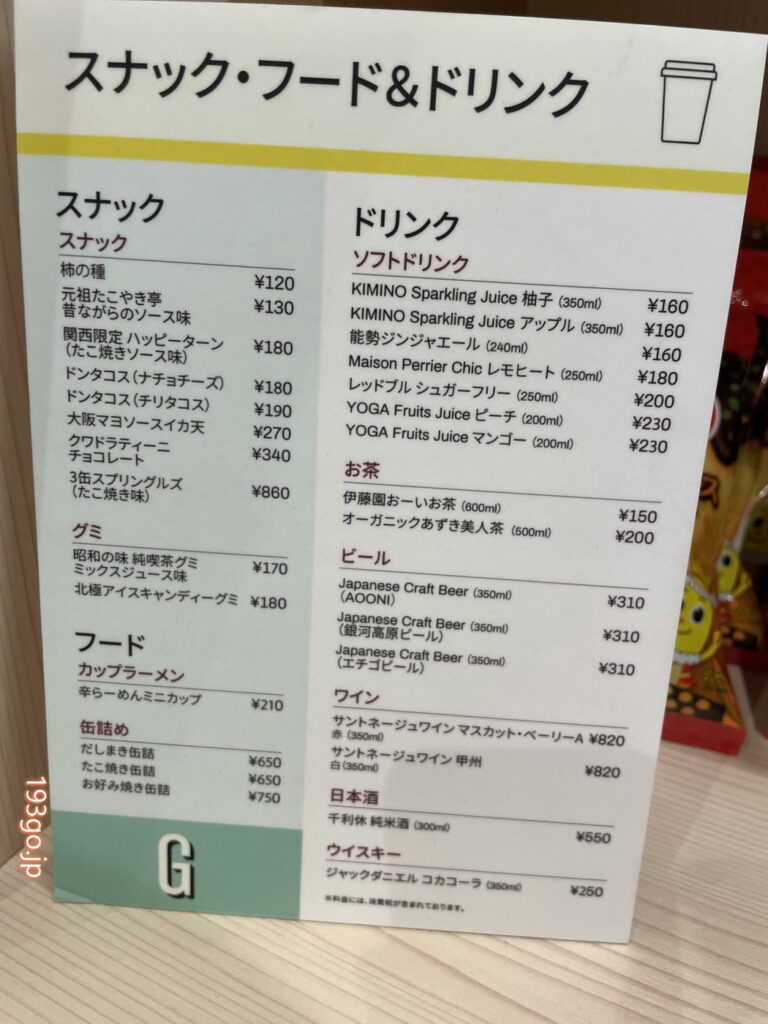 スナック・フード&ドリンク
スナック
スナック
柿の種 ¥120
元祖たこやき亭
昔ながらのソース味 ¥130
関西限定 ハッピーターン
（たこ焼きソース味） ¥180
ドンタコス（ナチョチーズ） ¥180
ドンタコス（チリタコス） ¥190
大阪マヨソースイカ天 ¥270
クワドラティーニ
チョコレート ¥340
3缶スプリングルズ
（たこ焼き味） ¥860
グミ
昭和の味 純喫茶グミ
ミックスジュース味 ¥170
北極アイスキャンディーグミ ¥180
フード
カップラーメン
辛らーめんミニカップ ¥210
缶詰め
だしまき缶詰 ¥650
たこ焼き缶詰 ¥650
お好み焼き缶詰 ¥750
G
ドリンク
ソフトドリンク
KIMINO Sparkling Juice 柚子（350ml） ¥160
KIMINO Sparkling Juice アップル（350ml） ¥160
能勢ジンジャエール（240ml） ¥160
Maison Perrier Chic レモヒート（250ml） ¥180
レッドブル シュガーフリー（250ml） ¥200
YOGA Fruits Juice ピーチ（200ml） ¥230
YOGA Fruits Juice マンゴー（200ml） ¥230
お茶
伊藤園おーいお茶（600ml） ¥150
オーガニックあずき美人茶（500ml） ¥200
ビール
Japanese Craft Beer（350ml）
（AOONI） ¥310
Japanese Craft Beer（350ml）
（銀河高原ビール） ¥310
Japanese Craft Beer（350ml）
（エチゴビール） ¥310
ワイン
サントネージュワイン マスカット・ベーリーA ¥820
赤（350ml）
サントネージュワイン 甲州
白（350ml） ¥820
日本酒
千利休 純米酒（300ml） ¥550
ウイスキー
ジャックダニエル コカコーラ（350ml） ¥250
※料金には、消費税が含まれております。
193go.jp